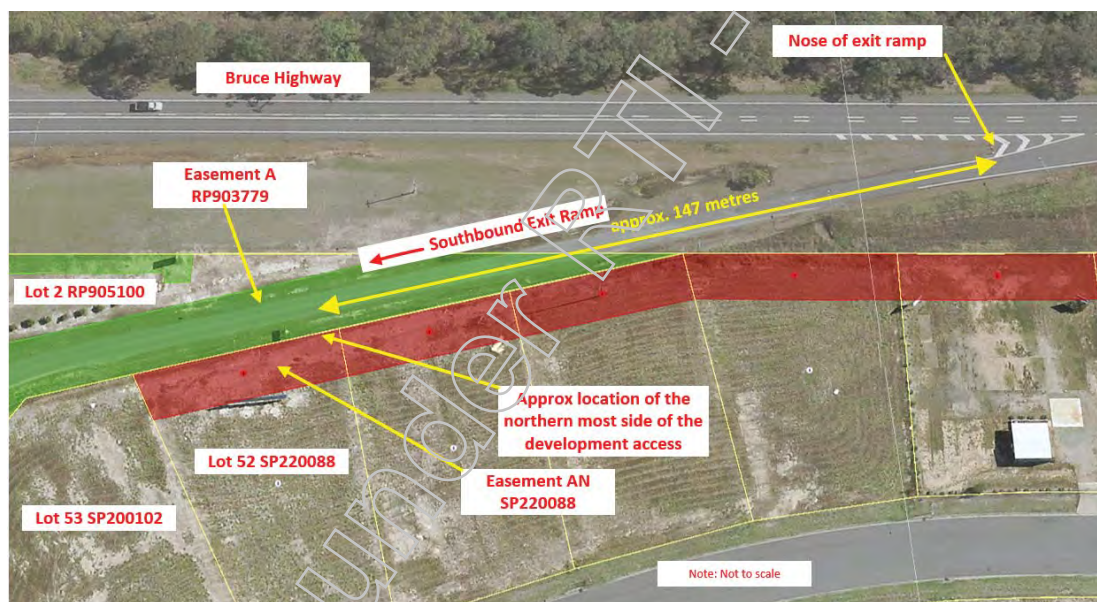 Nose of exit ramp
Bruce Highway
Easement A
RP903779
Southbound Exit Ramp
approx. 147 metres
Lot 2 RP905100
Approx location of the
northern most side of the
development access
Lot 52 SP220088
Easement AN
SP220088
Lot 53 SP200102
Note: Not to scale
under RTI -